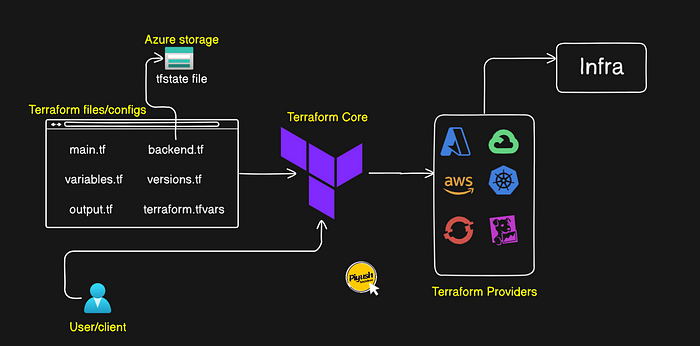 Azure storage
tfstate file
Terraform files/configs
main.tf
backend.tf
variables.tf
versions.tf
output.tf
terraform.tfvars
Terraform Core
Infra
aws
Piyush
Terraform Providers
User/client